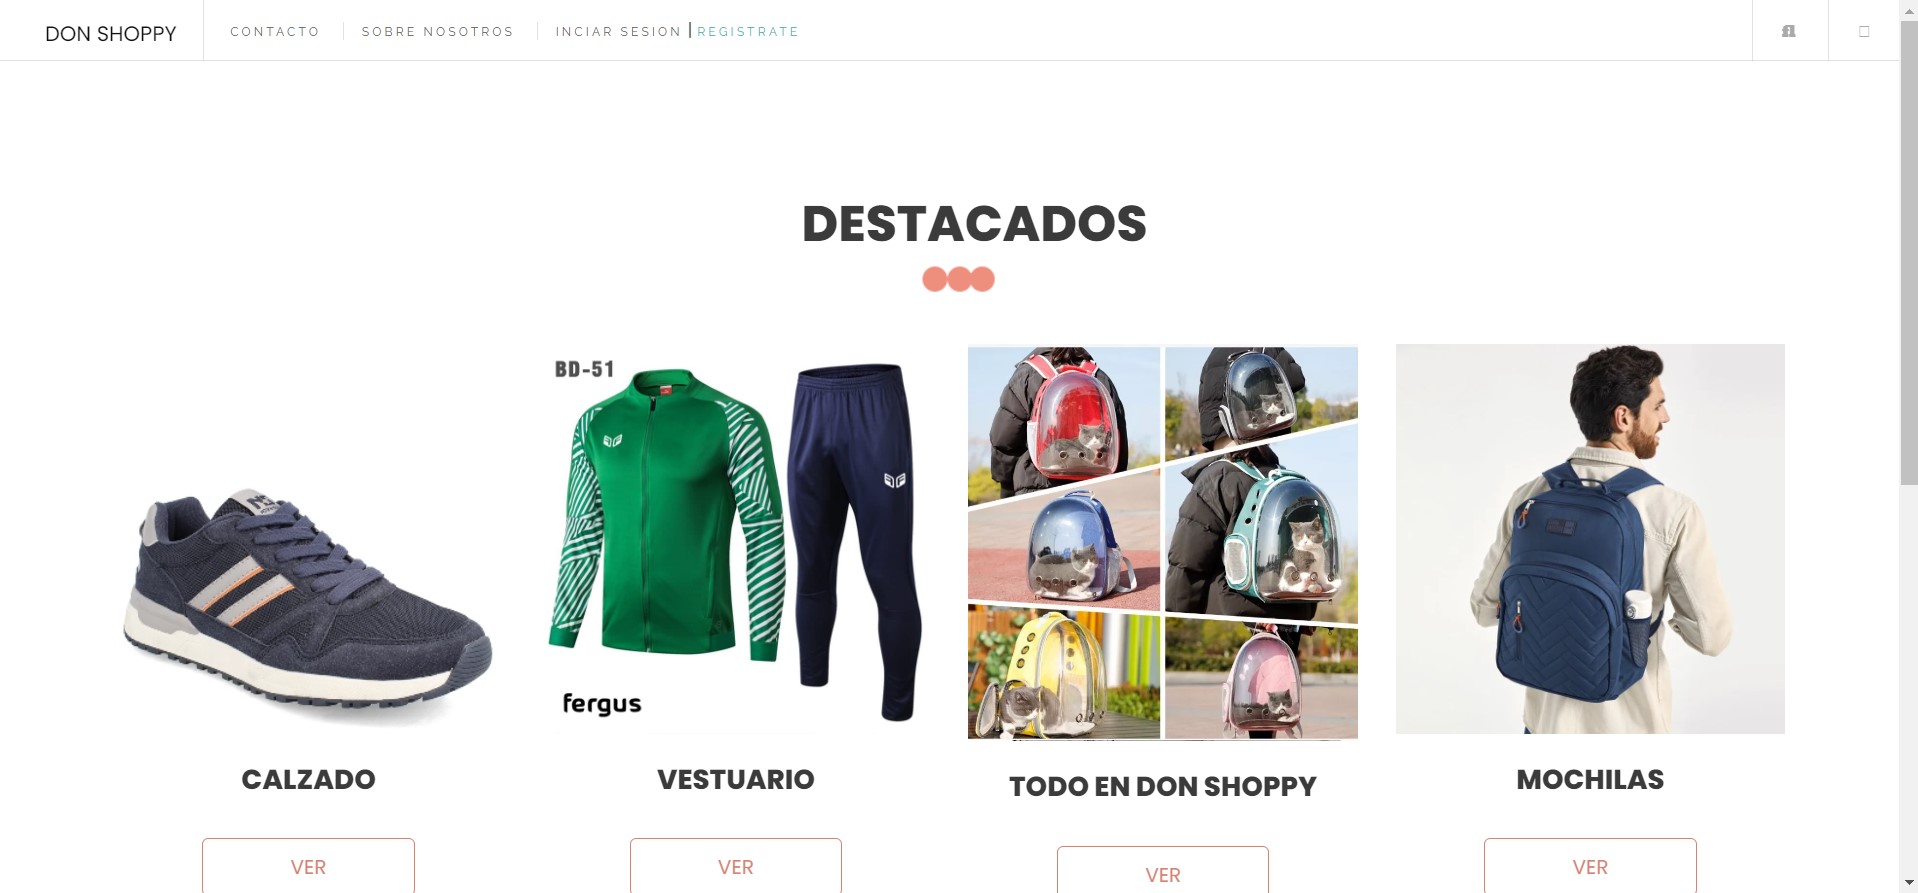 DON SHOPPY
CONTACTO
SOBRE NOSOTROS
INCIAR SESION | REGISTRATE
DESTACADOS
BD-51
fergus
CALZADO
VESTUARIO
TODO EN DON SHOPPY
MOCHILAS
VER
VER
VER
VER